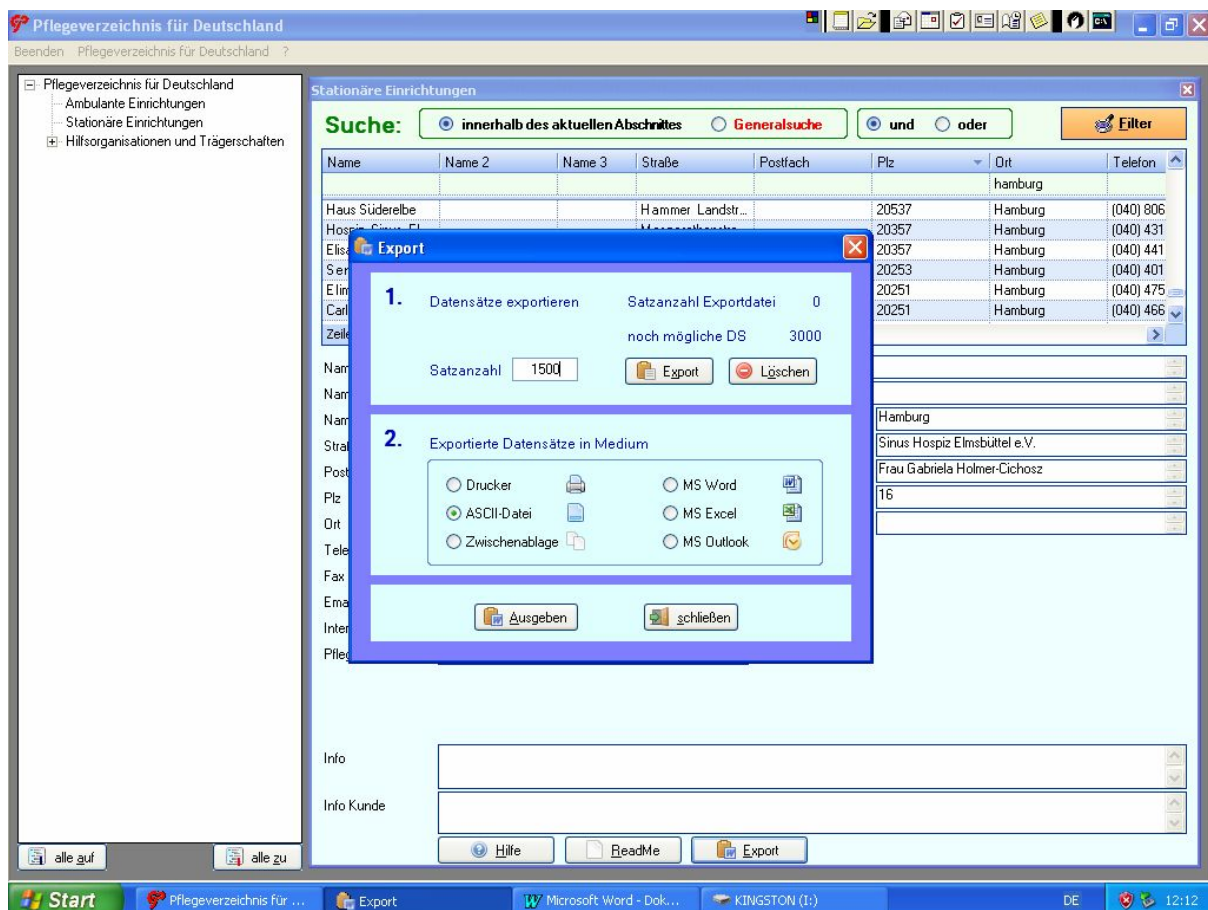 Pflegeverzeichnis für Deutschland
Beenden Pflegeverzeichnis für Deutschland ?
Pflegeverzeichnis für Deutschland
Ambulante Einrichtungen
Stationäre Einrichtungen
Hilfsorganisationen und Trägerschaften
alle auf
alle zu
Stationäre Einrichtungen
Suche: innerhalb des aktuellen Abschnittes Generalsuche und oder Filter
Name Name 2 Name 3 Straße Postfach Plz Ort Telefon
hamburg
Haus Süderelbe Hammer Landstr... 20537 Hamburg (040) 806
20357 Hamburg (040) 431
20357 Hamburg (040) 441
20253 Hamburg (040) 401
20251 Hamburg (040) 475
Carl 20251 Hamburg (040) 466
Export
1. Datensätze exportieren Satzanzahl Exportdatei 0
noch mögliche DS 3000
Satzanzahl 1500 Export Löschen
2. Exportierte Datensätze in Medium
Drucker MS Word
ASCII-Datei MS Excel
Zwischenablage MS Outlook
Ausgeben schließen
Hamburg
Sinus Hospiz Elmsbüttel e.V.
Frau Gabriela Holmer-Cichosz
Plz 16
Ort
Fax
Info
Info Kunde
Hilfe ReadMe Export
Start Pflegeverzeichnis für ... Export Microsoft Word - Dok... KINGSTON (I:) DE 12:12